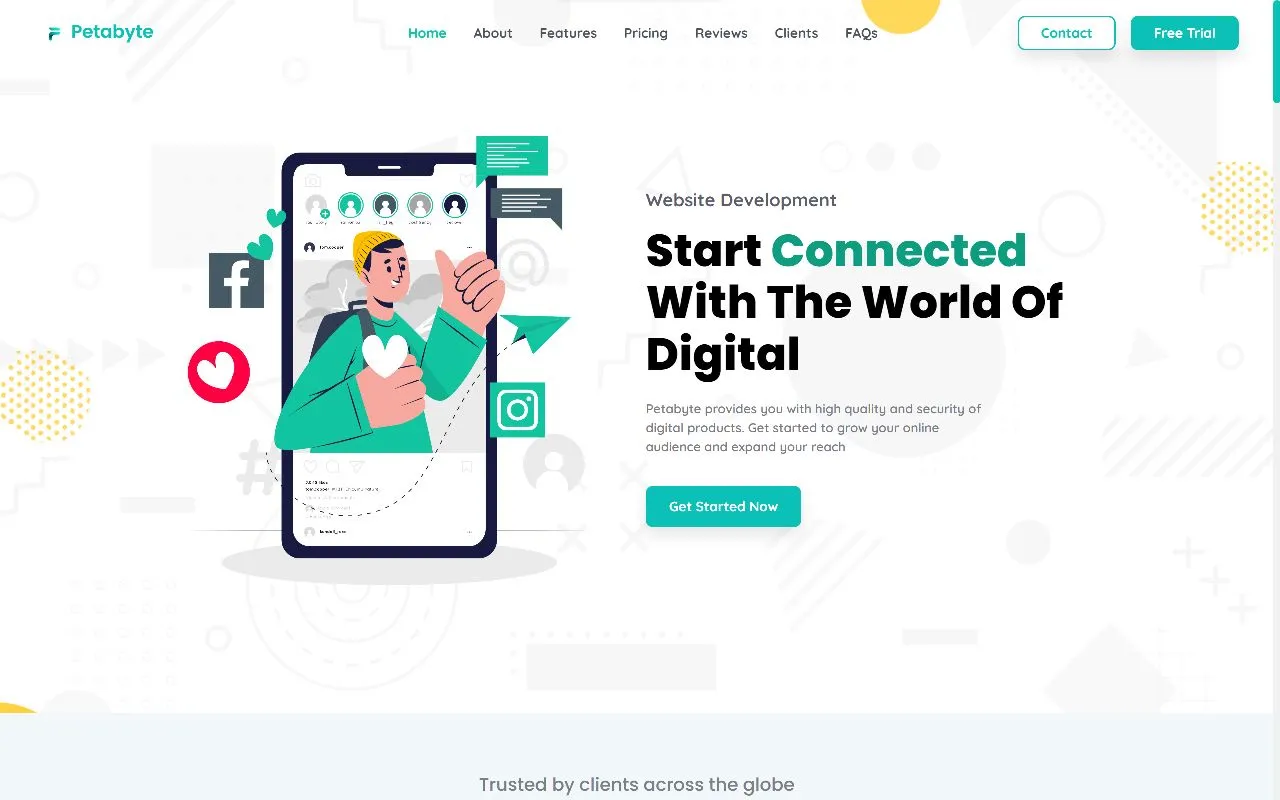 Petabyte
Home About Features Pricing Reviews Clients FAQs
Contact
Free Trial
Website Development
Start Connected
With The World Of
Digital
Petabyte provides you with high quality and security of
digital products. Get started to grow your online
audience and expand your reach
Get Started Now
Trusted by clients across the globe